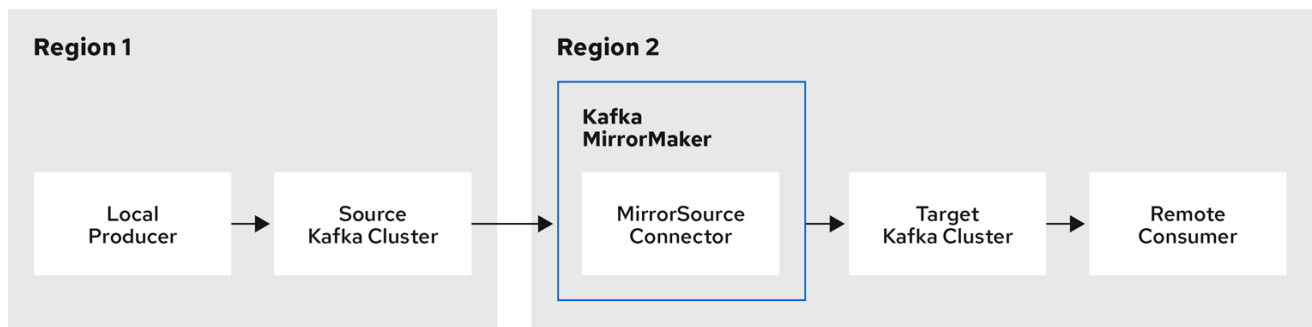 Region 1
Region 2
Kafka
MirrorMaker
Local
Producer
Source
Kafka Cluster
MirrorSource
Connector
Target
Kafka Cluster
Remote
Consumer